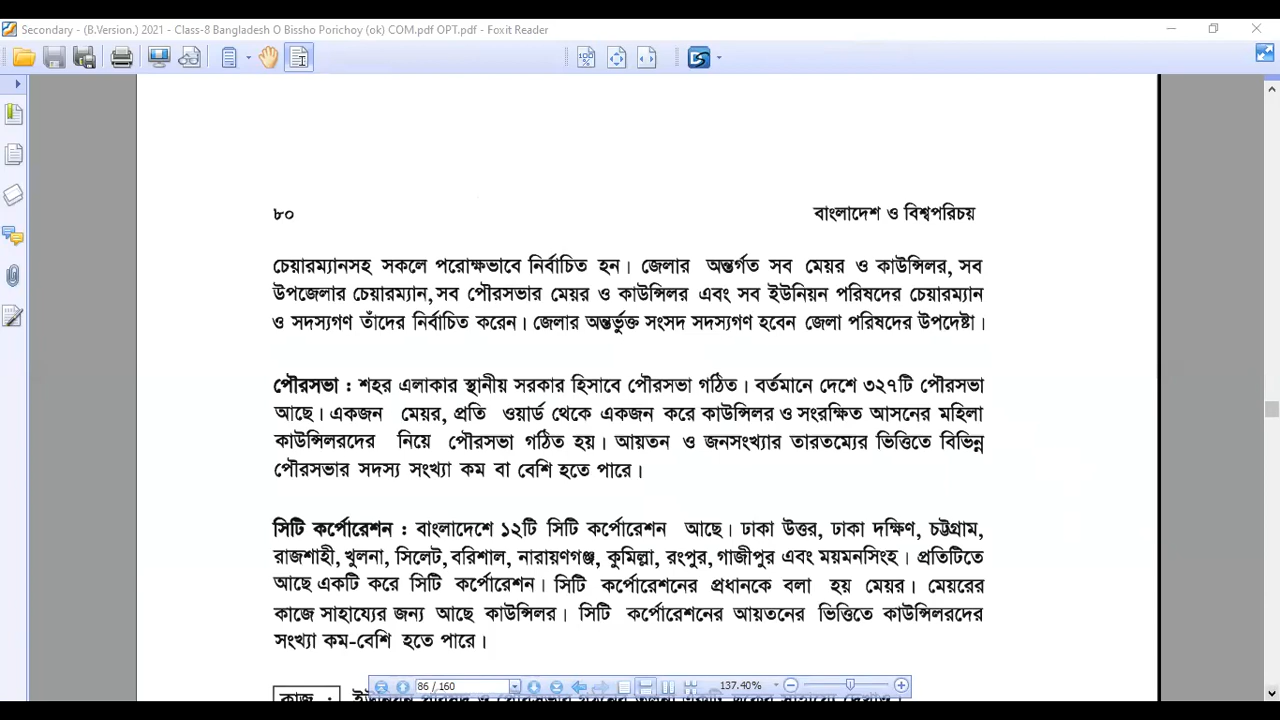 Secondary - (B.Version.) 2021 - Class-8 Bangladesh O Bissho Porichoy (ok) COM.pdf OPT.pdf - Foxit Reader
৮০ বাংলাদেশ ও বিশ্বপরিচয়
চেয়ারম্যানসহ সকলে পরোক্ষভাবে নির্বাচিত হন। জেলার অন্তর্গত সব মেয়র ও কাউন্সিলর, সব
উপজেলার চেয়ারম্যান, সব পৌরসভার মেয়র ও কাউন্সিলর এবং সব ইউনিয়ন পরিষদের চেয়ারম্যান
ও সদস্যগণ তাঁদের নির্বাচিত করেন। জেলার অন্তর্ভুক্ত সংসদ সদস্যগণ হবেন জেলা পরিষদের উপদেষ্টা।
পৌরসভা : শহর এলাকার স্থানীয় সরকার হিসাবে পৌরসভা গঠিত। বর্তমানে দেশে ৩২৭টি পৌরসভা
আছে। একজন মেয়র, প্রতি ওয়ার্ড থেকে একজন করে কাউন্সিলর ও সংরক্ষিত আসনের মহিলা
কাউন্সিলরদের নিয়ে পৌরসভা গঠিত হয়। আয়তন ও জনসংখ্যার তারতম্যের ভিত্তিতে বিভিন্ন
পৌরসভার সদস্য সংখ্যা কম বা বেশি হতে পারে।
সিটি কর্পোরেশন : বাংলাদেশে ১২টি সিটি কর্পোরেশন আছে। ঢাকা উত্তর, ঢাকা দক্ষিণ, চট্টগ্রাম,
রাজশাহী, খুলনা, সিলেট, বরিশাল, নারায়ণগঞ্জ, কুমিল্লা, রংপুর, গাজীপুর এবং ময়মনসিংহ। প্রতিটিতে
আছে একটি করে সিটি কর্পোরেশন। সিটি কর্পোরেশনের প্রধানকে বলা হয় মেয়র। মেয়রের
কাজে সাহায্যের জন্য আছে কাউন্সিলর। সিটি কর্পোরেশনের আয়তনের ভিত্তিতে কাউন্সিলরদের
সংখ্যা কম-বেশি হতে পারে।
কাজ :
86 / 160 137.40%